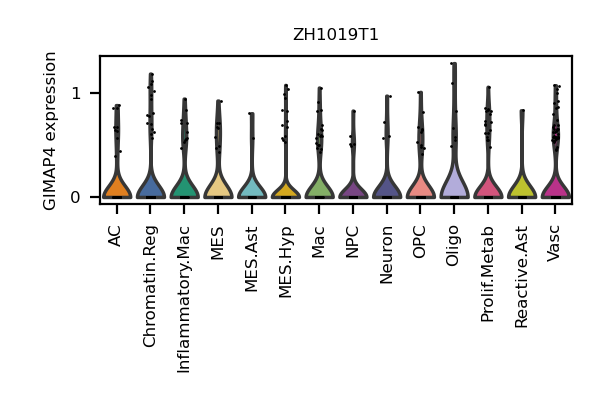 ZH1019T1
GIMAP4 expression
1
0
AC
Chromatin.Reg
Inflammatory.Mac
MES
MES.Ast
MES.Hyp
Mac
NPC
Neuron
OPC
Oligo
Prolif.Metab
Reactive.Ast
Vasc